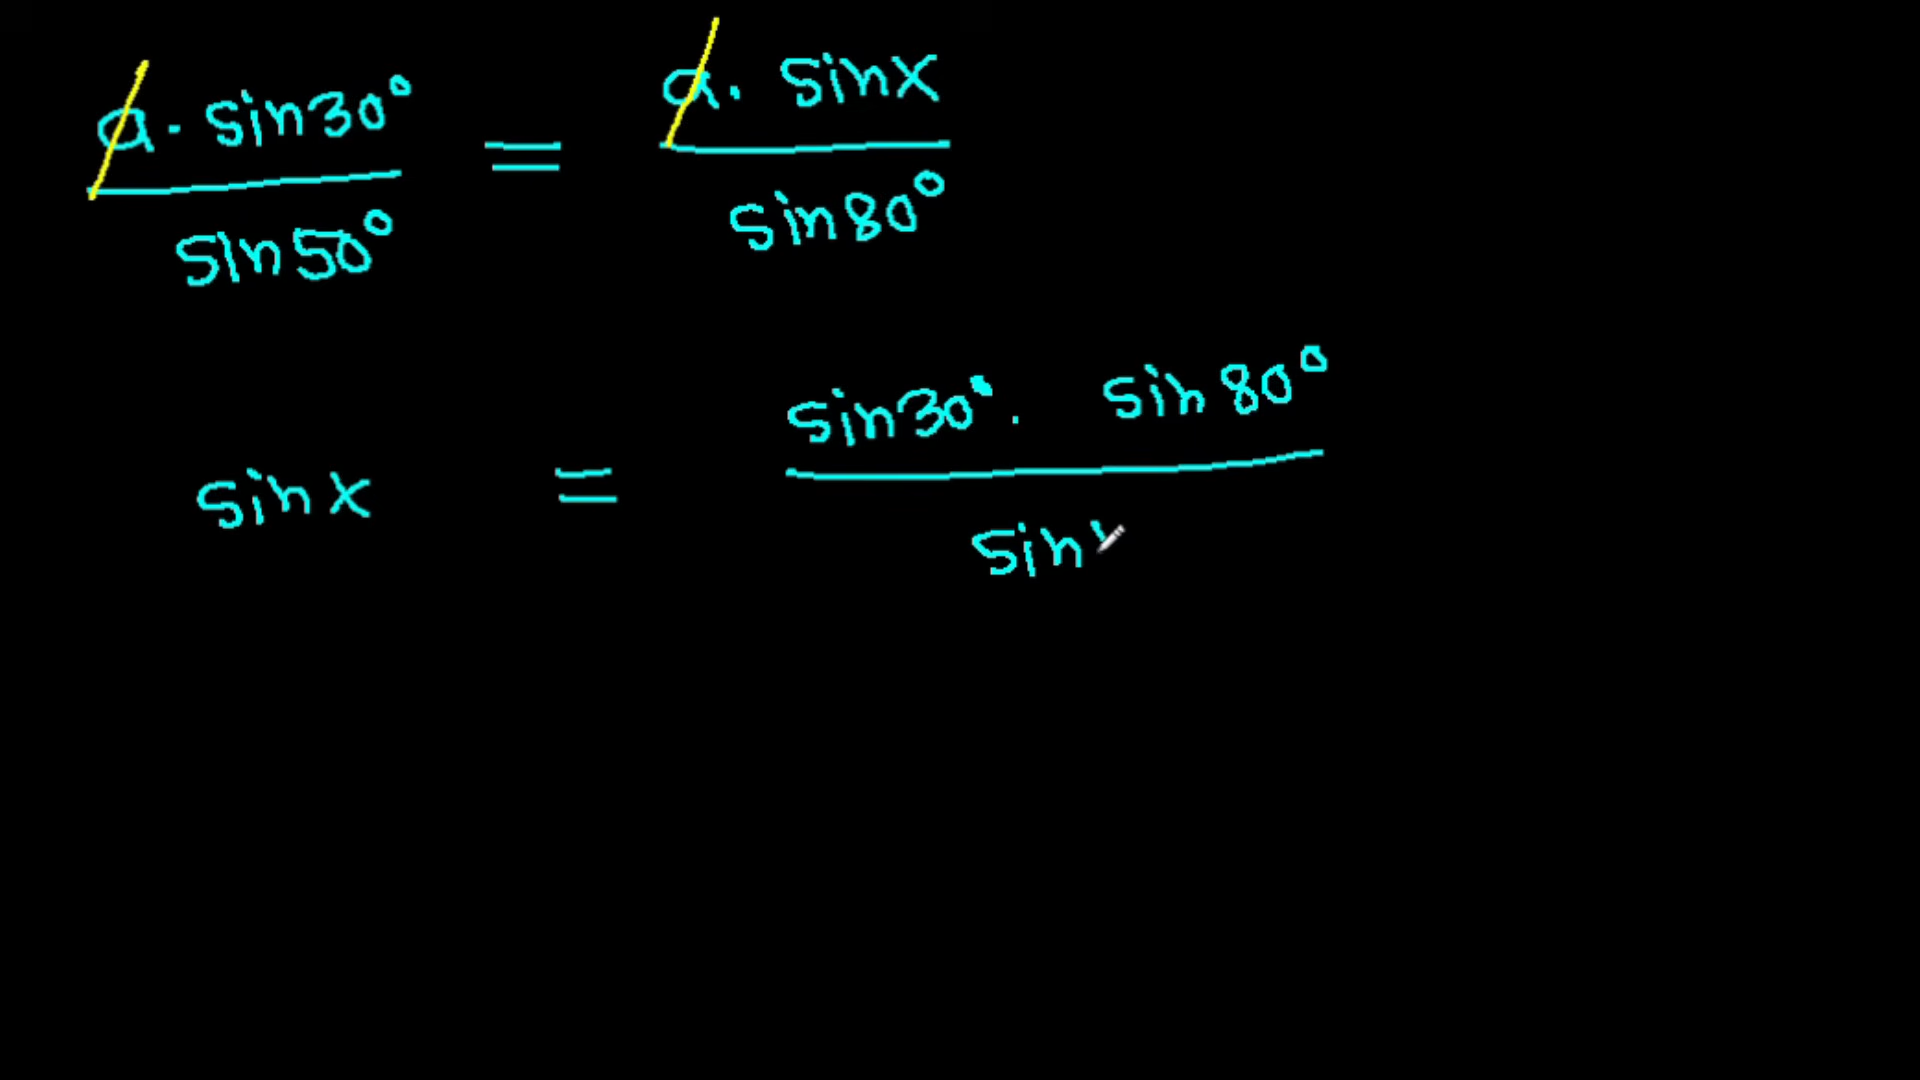 a · sin30° = a · sinx
sin50° sin80°
sinx = sin30° · sin80°
sin